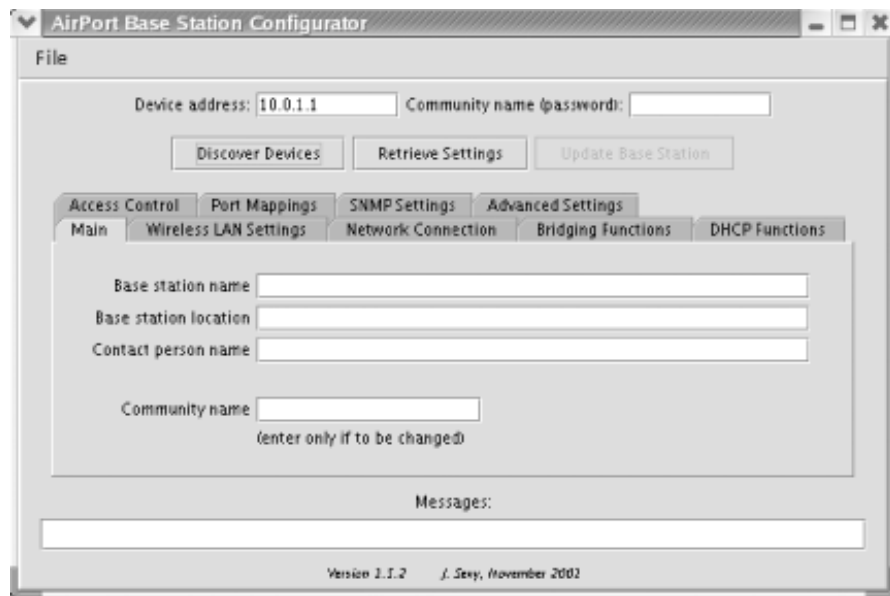 AirPort Base Station Configurator
File
Device address: 10.0.1.1 Community name (password):
Discover Devices Retrieve Settings Update Base Station
Access Control Port Mappings SNMP Settings Advanced Settings
Main Wireless LAN Settings Network Connection Bridging Functions DHCP Functions
Base station name
Base station location
Contact person name
Community name
(enter only if to be changed)
Messages:
Version 1.5.2 J. Sevy, November 2002